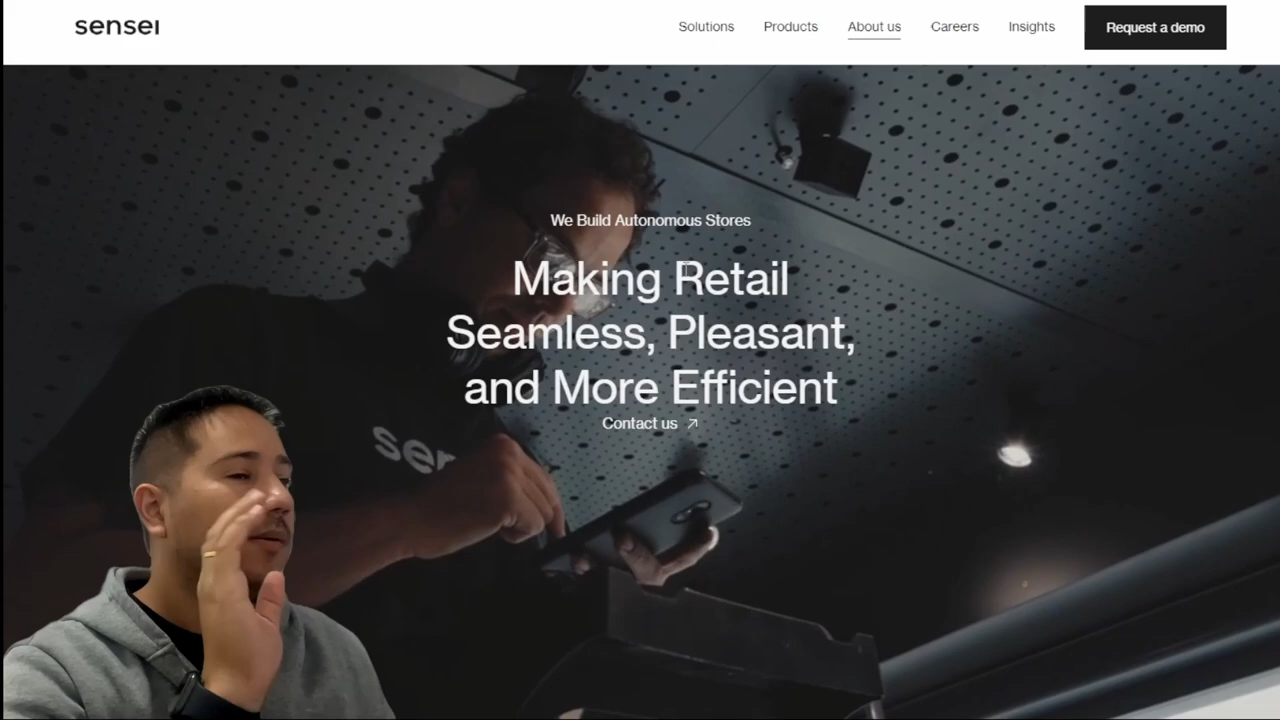 sensei
Solutions
Products
About us
Careers
Insights
Request a demo
We Build Autonomous Stores
Making Retail
Seamless, Pleasant,
and More Efficient
Contact us